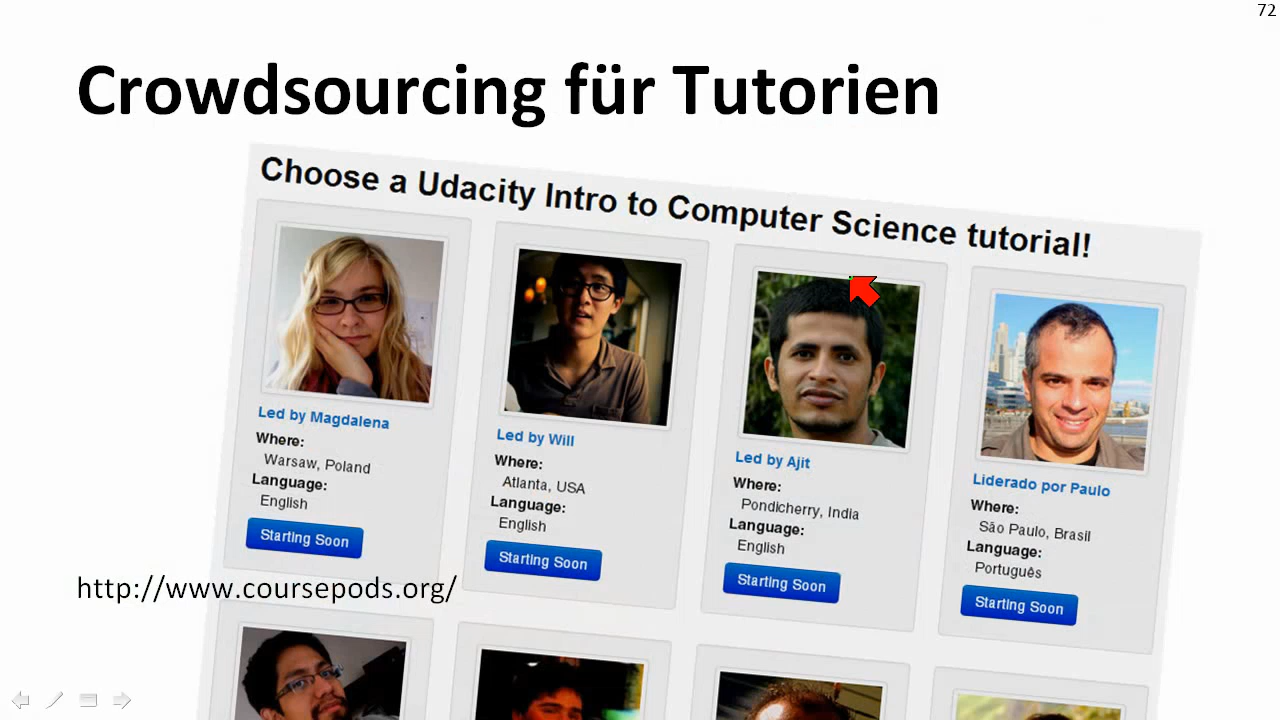 72
Crowdsourcing für Tutorien
Choose a Udacity Intro to Computer Science tutorial!
Led by Magdalena
Where:
Warsaw, Poland
Language:
English
Starting Soon
Led by Will
Where:
Atlanta, USA
Language:
English
Starting Soon
Led by Ajit
Where:
Pondicherry, India
Language:
English
Starting Soon
Liderado por Paulo
Where:
São Paulo, Brasil
Language:
Português
Starting Soon
http://www.coursepods.org/